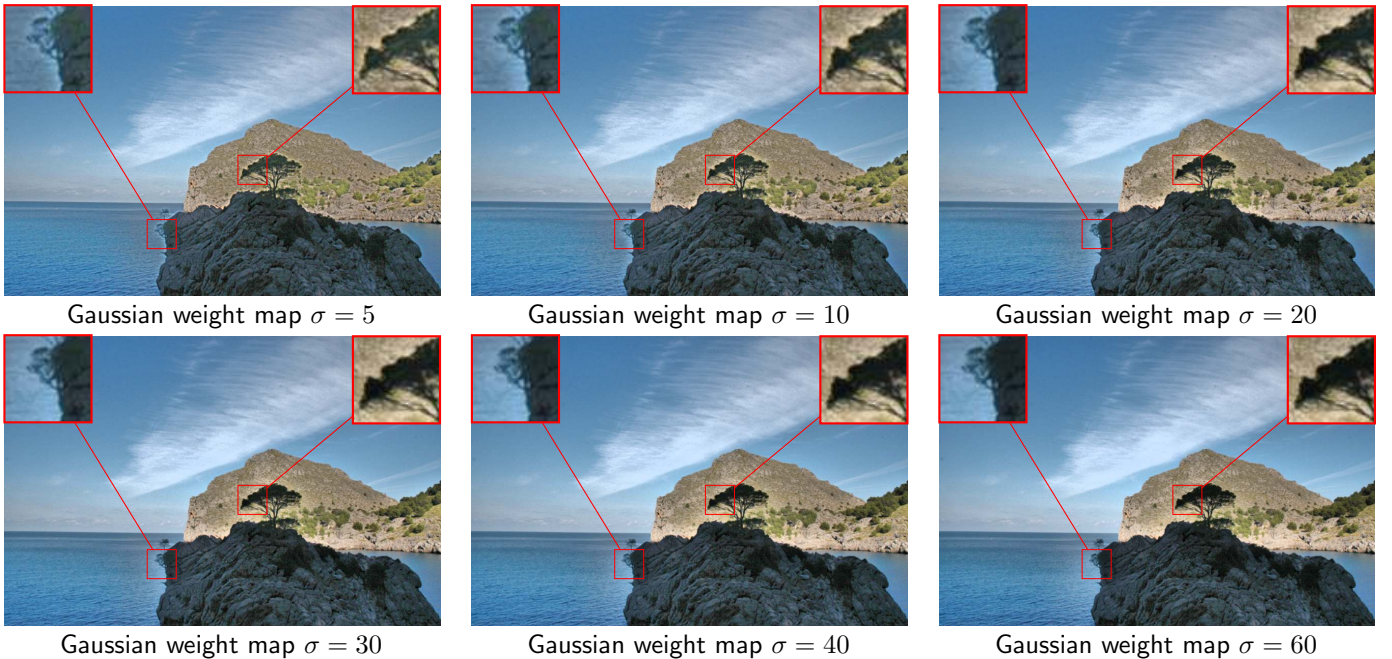 Gaussian weight map σ = 5
Gaussian weight map σ = 10
Gaussian weight map σ = 20
Gaussian weight map σ = 30
Gaussian weight map σ = 40
Gaussian weight map σ = 60